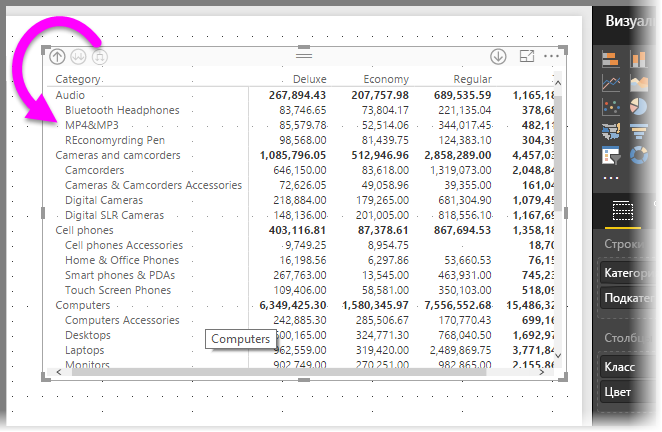 Визуал
Category Deluxe Economy Regular
Audio 267,894.43 207,757.98 689,535.59 1,165,18
Bluetooth Headphones 83,746.65 73,804.17 221,135.04 378,68
MP4&MP3 85,579.78 52,514.06 344,017.45 482,11
REconomyrding Pen 98,568.00 81,439.75 124,383.10 304,39
Cameras and camcorders 1,085,796.05 512,946.96 2,858,289.00 4,457,03
Camcorders 646,150.00 83,618.00 1,319,073.00 2,048,84
Cameras & Camcorders Accessories 72,626.05 49,058.96 39,355.00 161,04
Digital Cameras 218,884.00 179,265.00 681,304.90 1,079,45
Digital SLR Cameras 148,136.00 201,005.00 818,556.10 1,167,69
Cell phones 403,116.81 87,378.61 867,694.53 1,358,18
Cell phones Accessories 9,749.25 8,954.75 18,70
Home & Office Phones 16,198.56 6,297.86 53,660.53 76,15
Smart phones & PDAs 267,763.00 13,545.00 463,931.00 745,23
Touch Screen Phones 109,406.00 58,581.00 350,103.00 518,09
Computers 6,349,425.30 1,580,345.97 7,556,552.68 15,486,32
Computers Accessories 242,885.30 285,506.67 170,770.43 699,16
Desktops 324,771.30 768,040.50 1,692,97
Computers
Laptops 962,559.00 319,420.00 2,489,869.75 3,771,84
Monitors 902,749.00 270,251.00 982,865.00 2,155,86
Строки
Категор
Подкатег
Столбц
Класс
Цвет